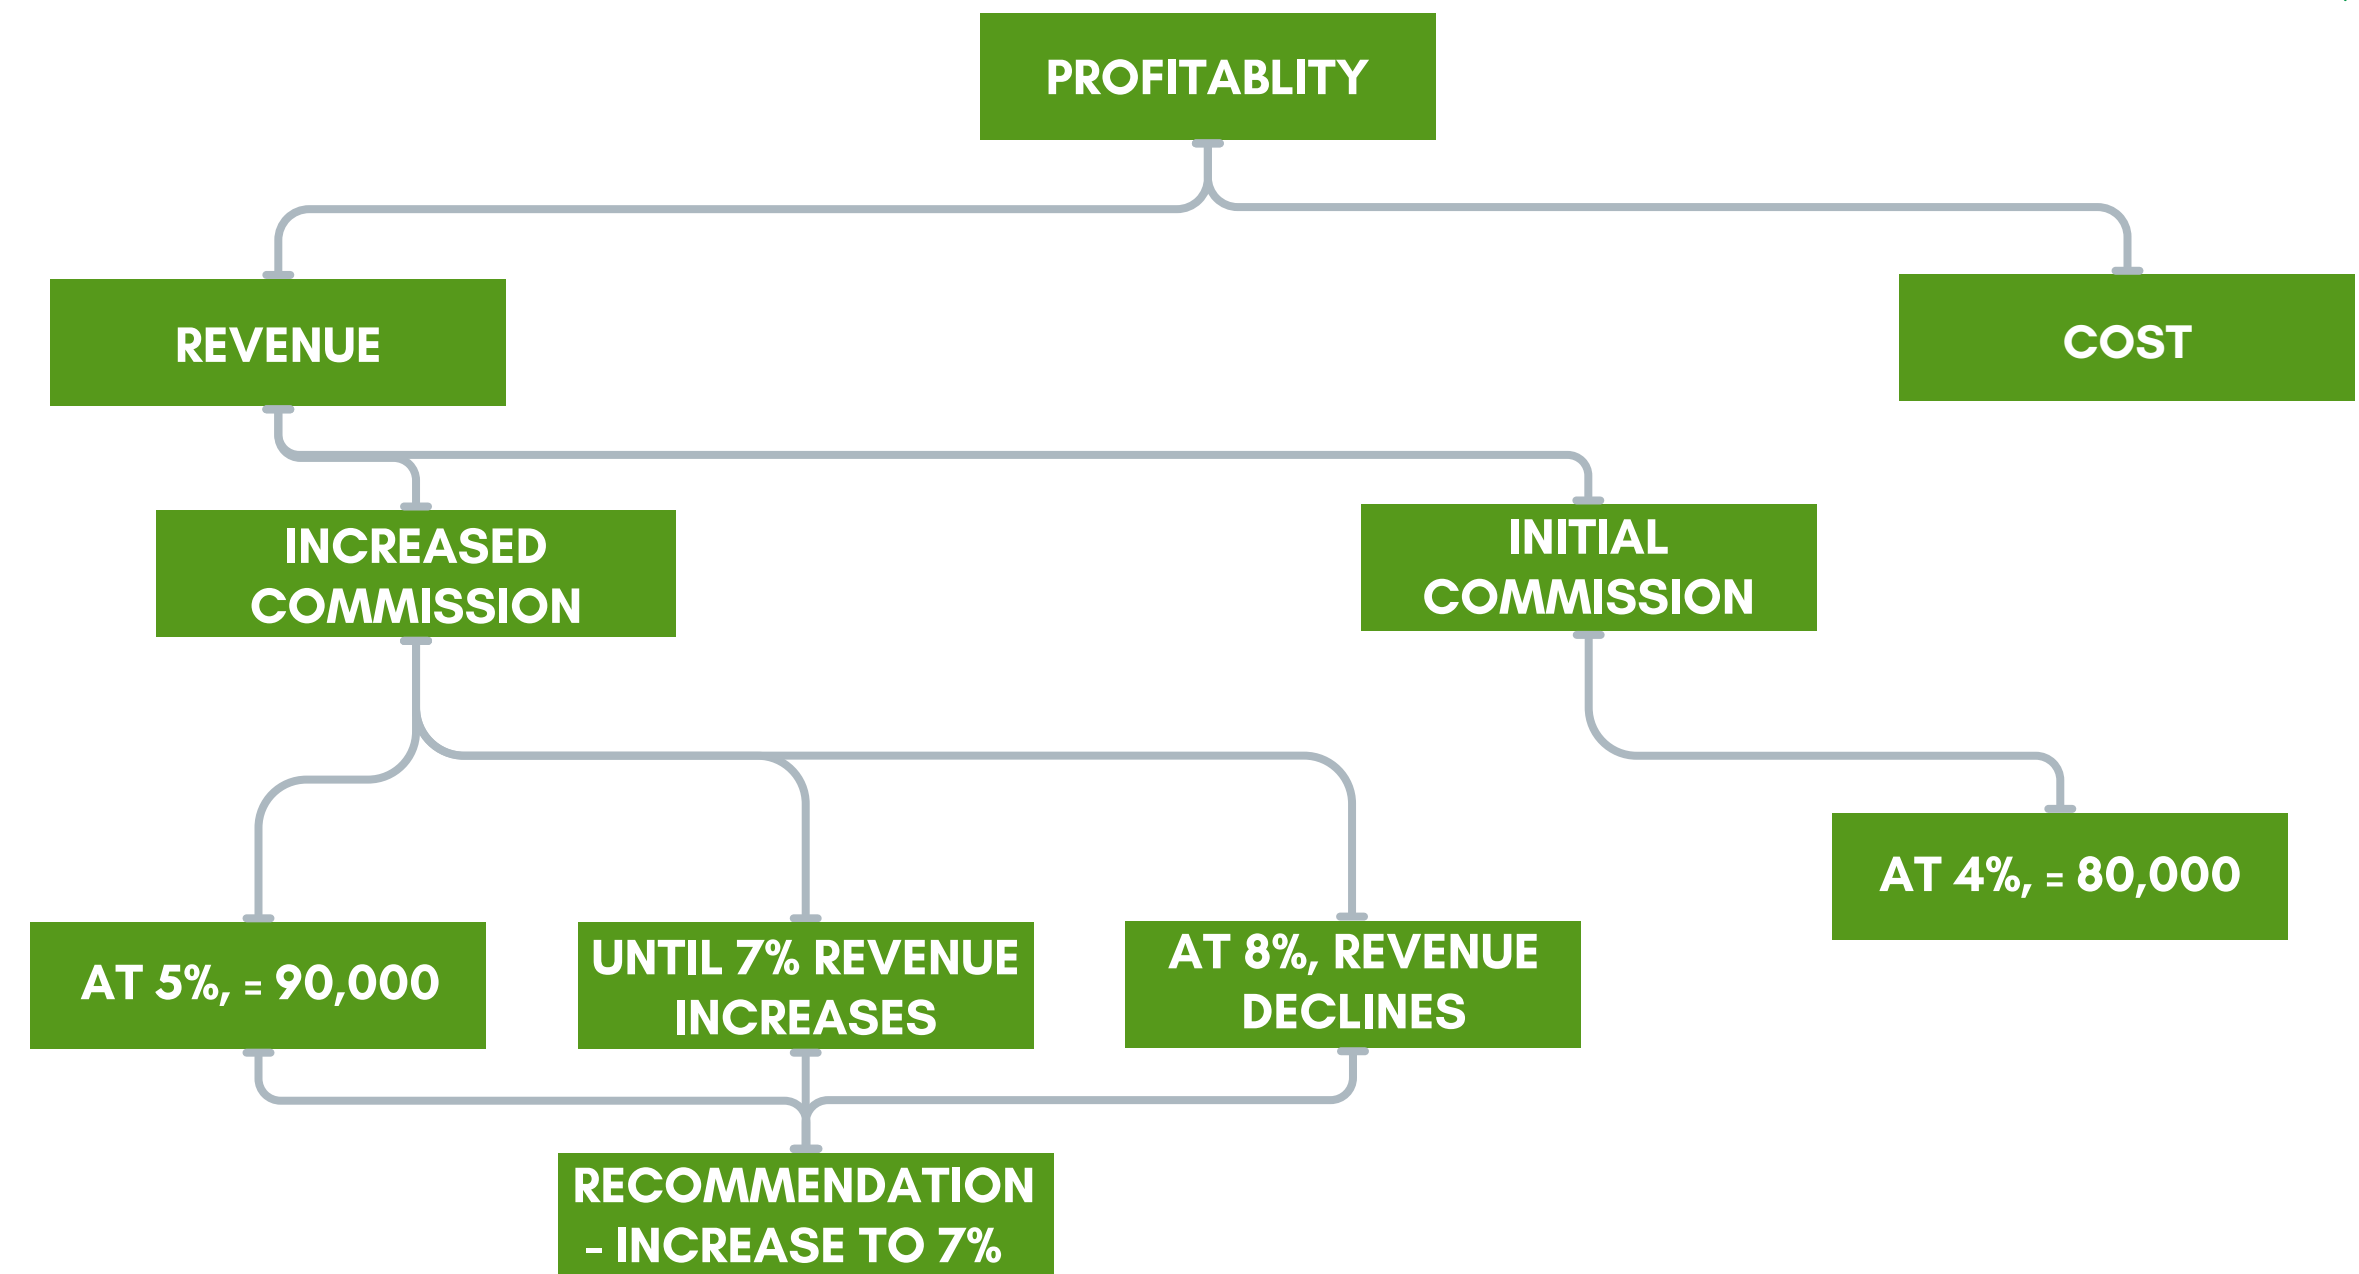 PROFITABLITY
REVENUE
COST
INCREASED
COMMISSION
INITIAL
COMMISSION
AT 5%, = 90,000
UNTIL 7% REVENUE
INCREASES
AT 8%, REVENUE
DECLINES
AT 4%, = 80,000
RECOMMENDATION
- INCREASE TO 7%